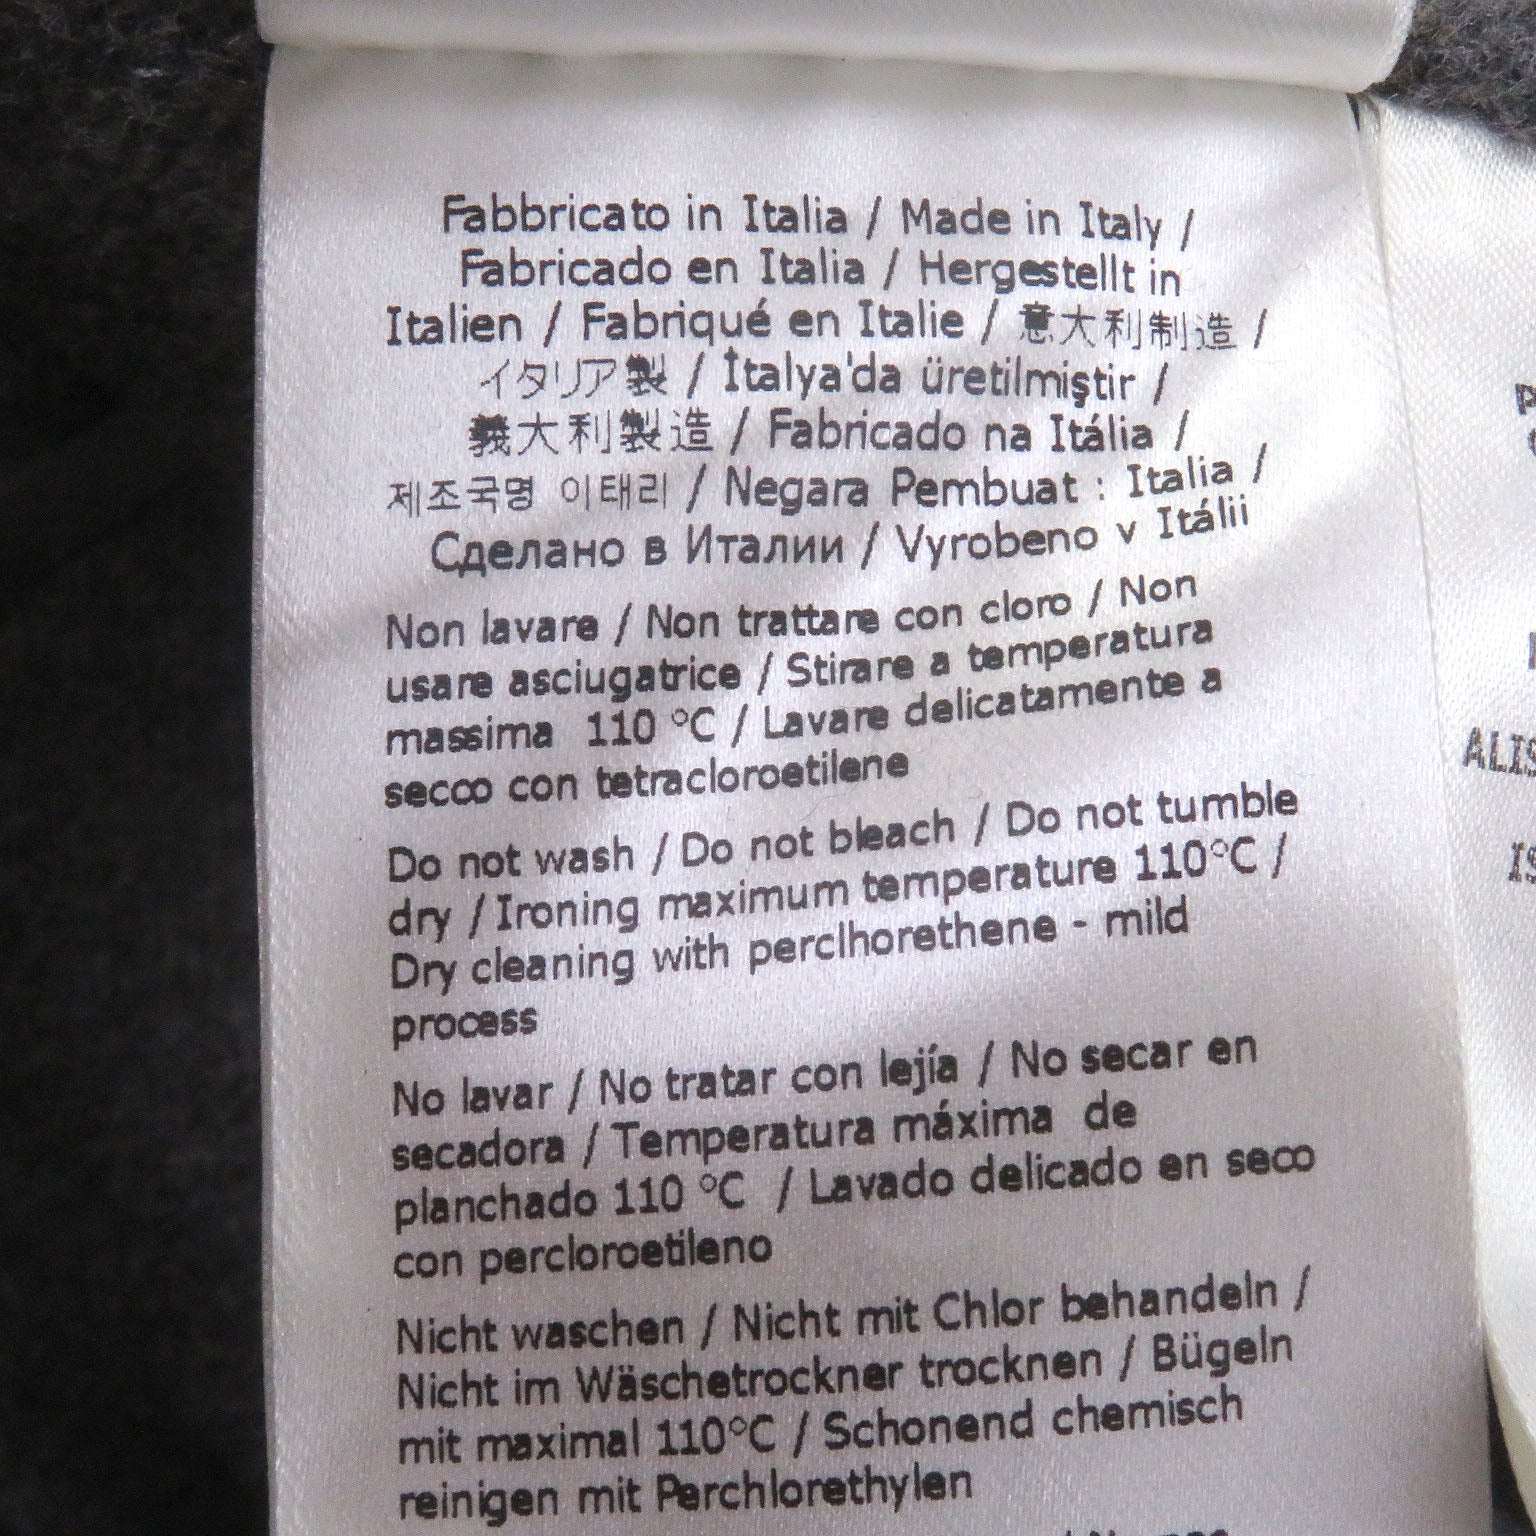 Fabbricato in Italia / Made in Italy /
Fabricado en Italia / Hergestellt in
Italien / Fabriqué en Italie / 意大利制造 /
イタリア製 / İtalya'da üretilmiştir /
義大利製造 / Fabricado na Itália /
제조국명 이태리 / Negara Pembuat : Italia /
Сделано в Италии / Vyrobeno v Itálii
Non lavare / Non trattare con cloro / Non
usare asciugatrice / Stirare a temperatura
massima 110 °C / Lavare delicatamente a
secco con tetracloroetilene
Do not wash / Do not bleach / Do not tumble
dry / Ironing maximum temperature 110°C /
Dry cleaning with perclhorethene - mild
process
No lavar / No tratar con lejía / No secar en
secadora / Temperatura máxima de
planchado 110 °C / Lavado delicado en seco
con percloroetileno
Nicht waschen / Nicht mit Chlor behandeln /
Nicht im Wäschetrockner trocknen / Bügeln
mit maximal 110°C / Schonend chemisch
reinigen mit Perchlorethylen